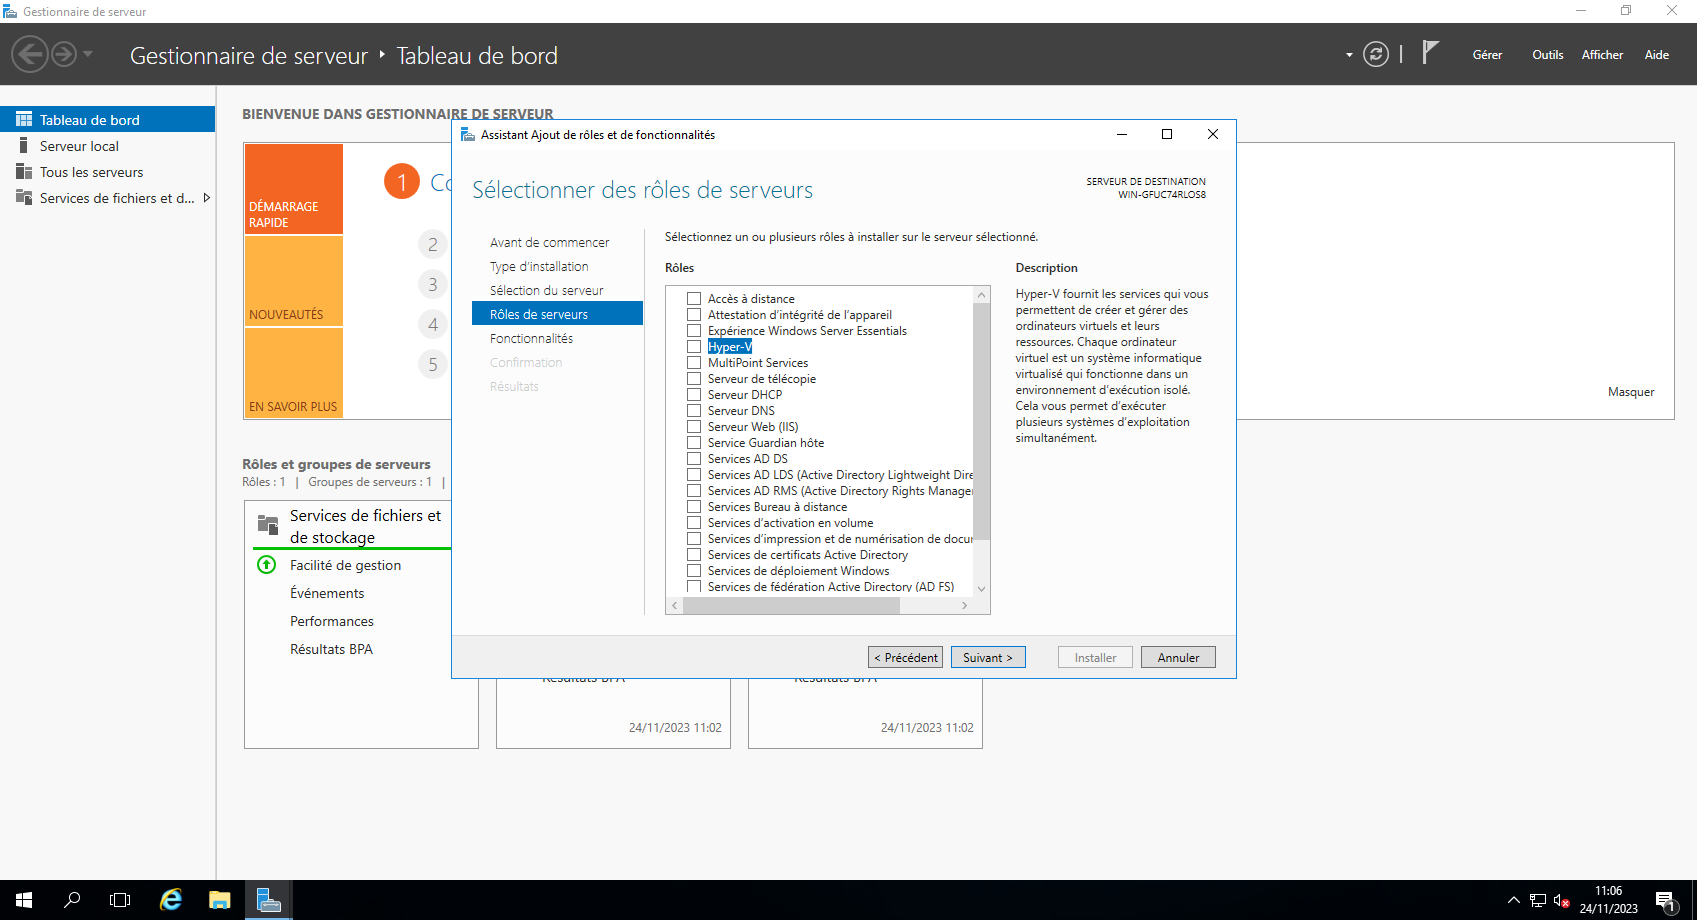 Gestionnaire de serveur
Gestionnaire de serveur ‣ Tableau de bord
Gérer
Outils
Afficher
Aide
Tableau de bord
Serveur local
Tous les serveurs
Services de fichiers et d...
BIENVENUE DANS GESTIONNAIRE DE SERVEUR
DÉMARRAGE
RAPIDE
NOUVEAUTÉS
EN SAVOIR PLUS
1
2
3
4
5
Masquer
Rôles et groupes de serveurs
Rôles : 1 | Groupes de serveurs : 1 |
Services de fichiers et
de stockage
Facilité de gestion
Événements
Performances
Résultats BPA
Résultats BPA
24/11/2023 11:02
Résultats BPA
24/11/2023 11:02
Assistant Ajout de rôles et de fonctionnalités
Sélectionner des rôles de serveurs
SERVEUR DE DESTINATION
WIN-GFUC74RLOS8
Avant de commencer
Type d'installation
Sélection du serveur
Rôles de serveurs
Fonctionnalités
Confirmation
Résultats
Sélectionnez un ou plusieurs rôles à installer sur le serveur sélectionné.
Rôles
Accès à distance
Attestation d'intégrité de l'appareil
Expérience Windows Server Essentials
Hyper-V
MultiPoint Services
Serveur de télécopie
Serveur DHCP
Serveur DNS
Serveur Web (IIS)
Service Guardian hôte
Services AD DS
Services AD LDS (Active Directory Lightweight Dire
Services AD RMS (Active Directory Rights Manager
Services Bureau à distance
Services d'activation en volume
Services d'impression et de numérisation de docu
Services de certificats Active Directory
Services de déploiement Windows
Services de fédération Active Directory (AD FS)
Description
Hyper-V fournit les services qui vous
permettent de créer et gérer des
ordinateurs virtuels et leurs
ressources. Chaque ordinateur
virtuel est un système informatique
virtualisé qui fonctionne dans un
environnement d'exécution isolé.
Cela vous permet d'exécuter
plusieurs systèmes d'exploitation
simultanément.
< Précédent
Suivant >
Installer
Annuler
11:06
24/11/2023
1